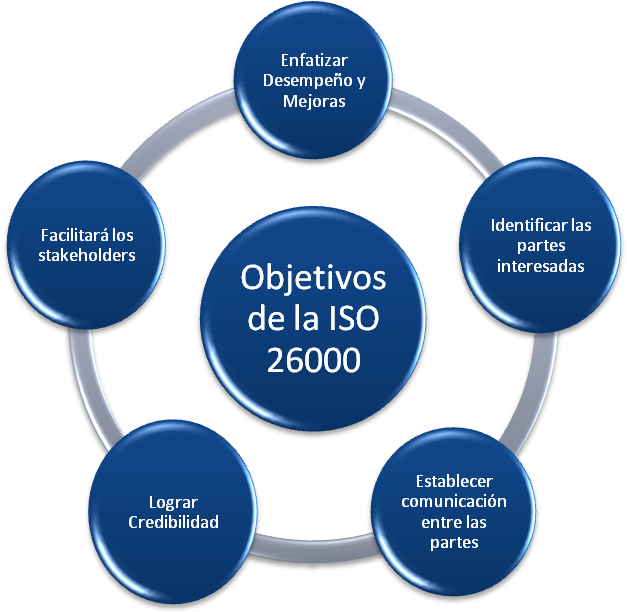 Enfatizar
Desempeño y
Mejoras
Identificar las
partes
interesadas
Establecer
comunicación
entre las
partes
Lograr
Credibilidad
Facilitará los
stakeholders
Objetivos
de la ISO
26000